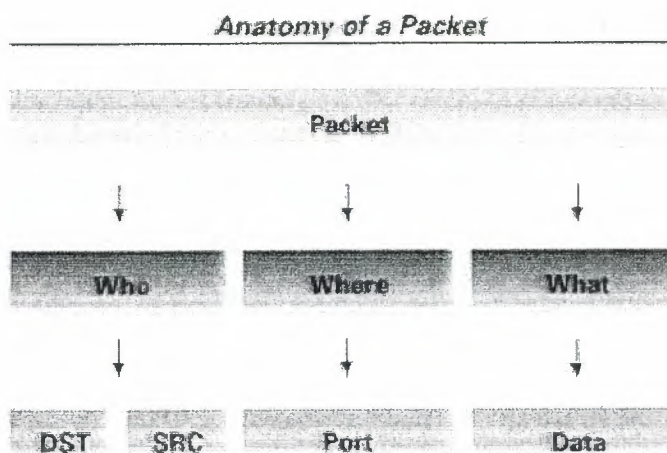 Anatomy of a Packet
Packet
Who Where What
DST SRC Port Data